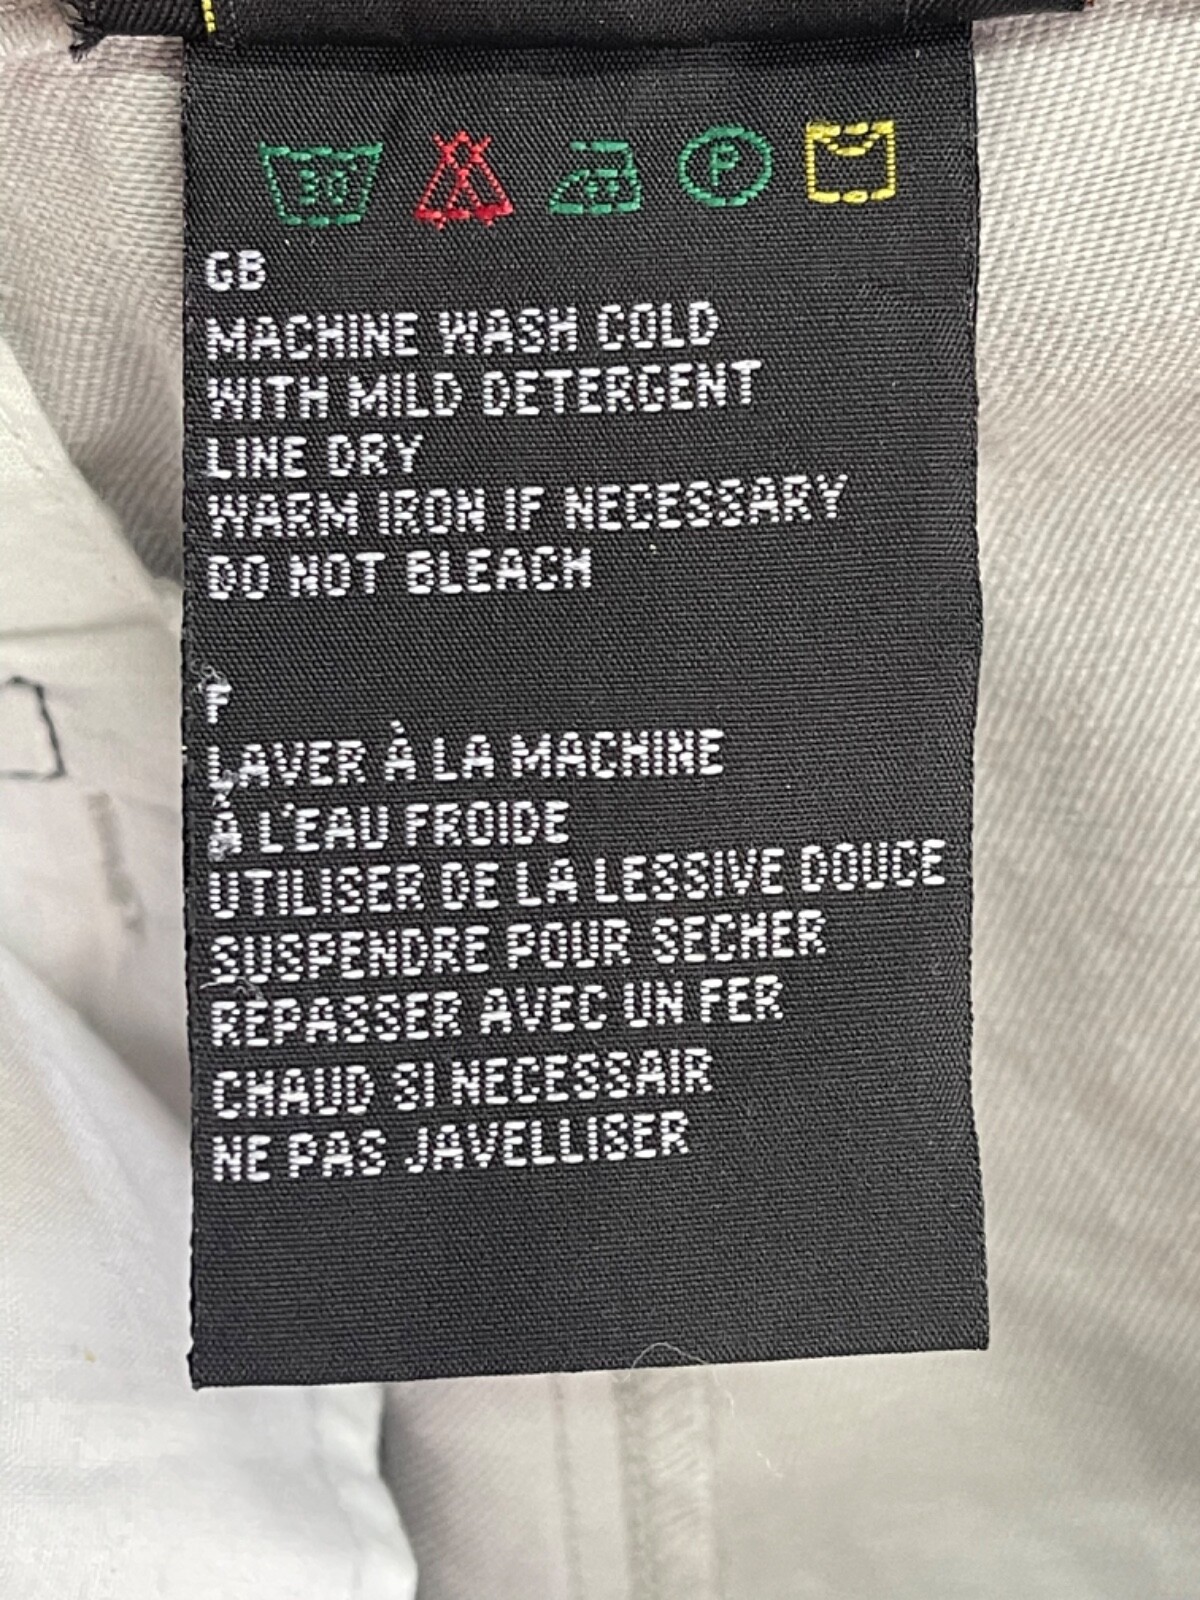 30
P
GB
MACHINE WASH COLD
WITH MILD DETERGENT
LINE DRY
WARM IRON IF NECESSARY
DO NOT BLEACH
F
LAVER À LA MACHINE
À L'EAU FROIDE
UTILISER DE LA LESSIVE DOUCE
SUSPENDRE POUR SECHER
REPASSER AVEC UN FER
CHAUD SI NECESSAIR
NE PAS JAVELLISER